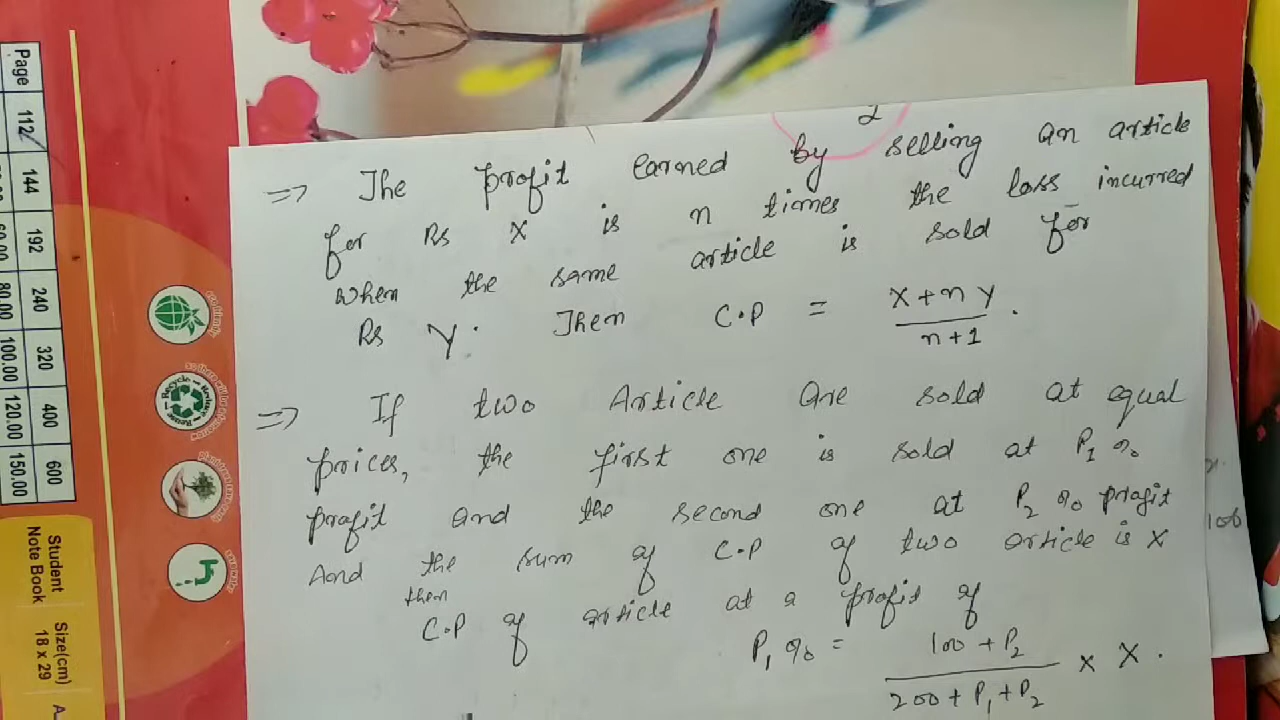 2
=> The profit earned by selling an article
for Rs X is n times the loss incurred
when the same article is sold for
Rs Y. Then C.P = X+nY / n+1 .
=> If two Article are sold at equal
prices, the first one is sold at P1 %
profit and the second one at P2 % profit
And the sum of C.P of two article is X
then
C.P of article at a profit of
P1 % = 100 + P2 / 200 + P1 + P2 × X .
100
Page 112 144 192 240 320 400 600
80.00 100.00 120.00 150.00
Student
Note Book
Size(cm)
18 x 29